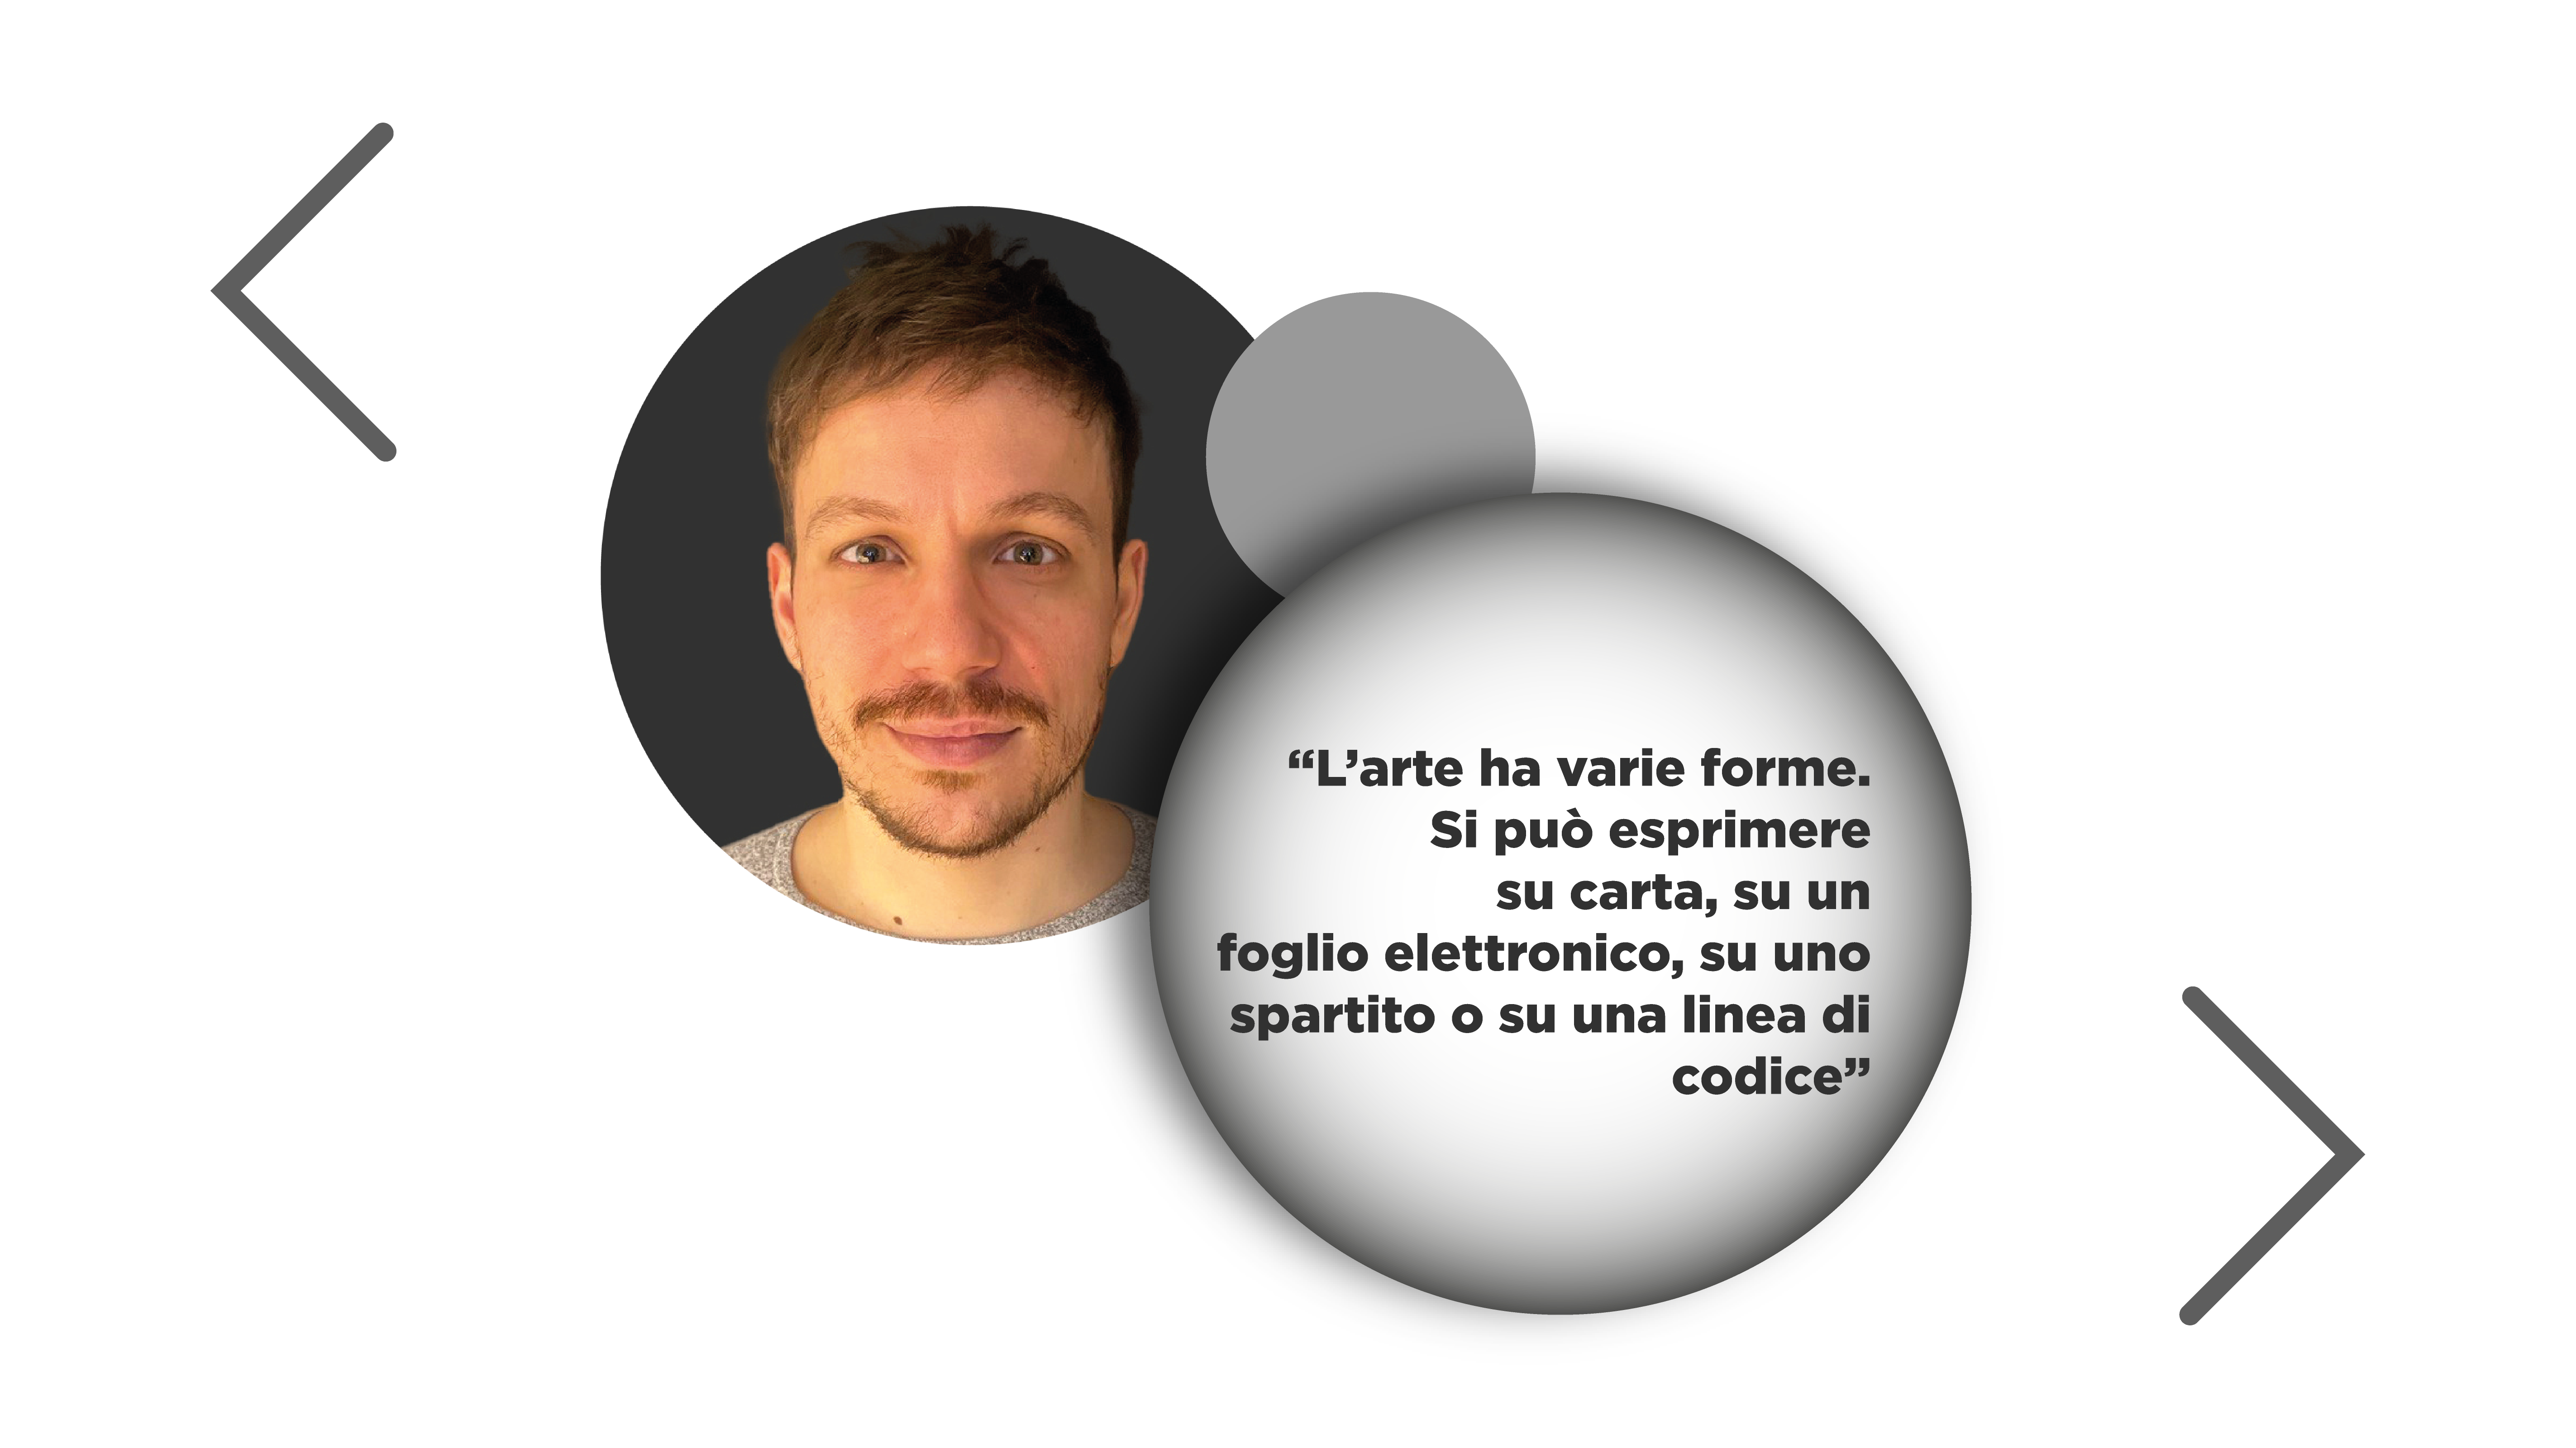 “L’arte ha varie forme.
Si può esprimere
su carta, su un
foglio elettronico, su uno
spartito o su una linea di
codice”